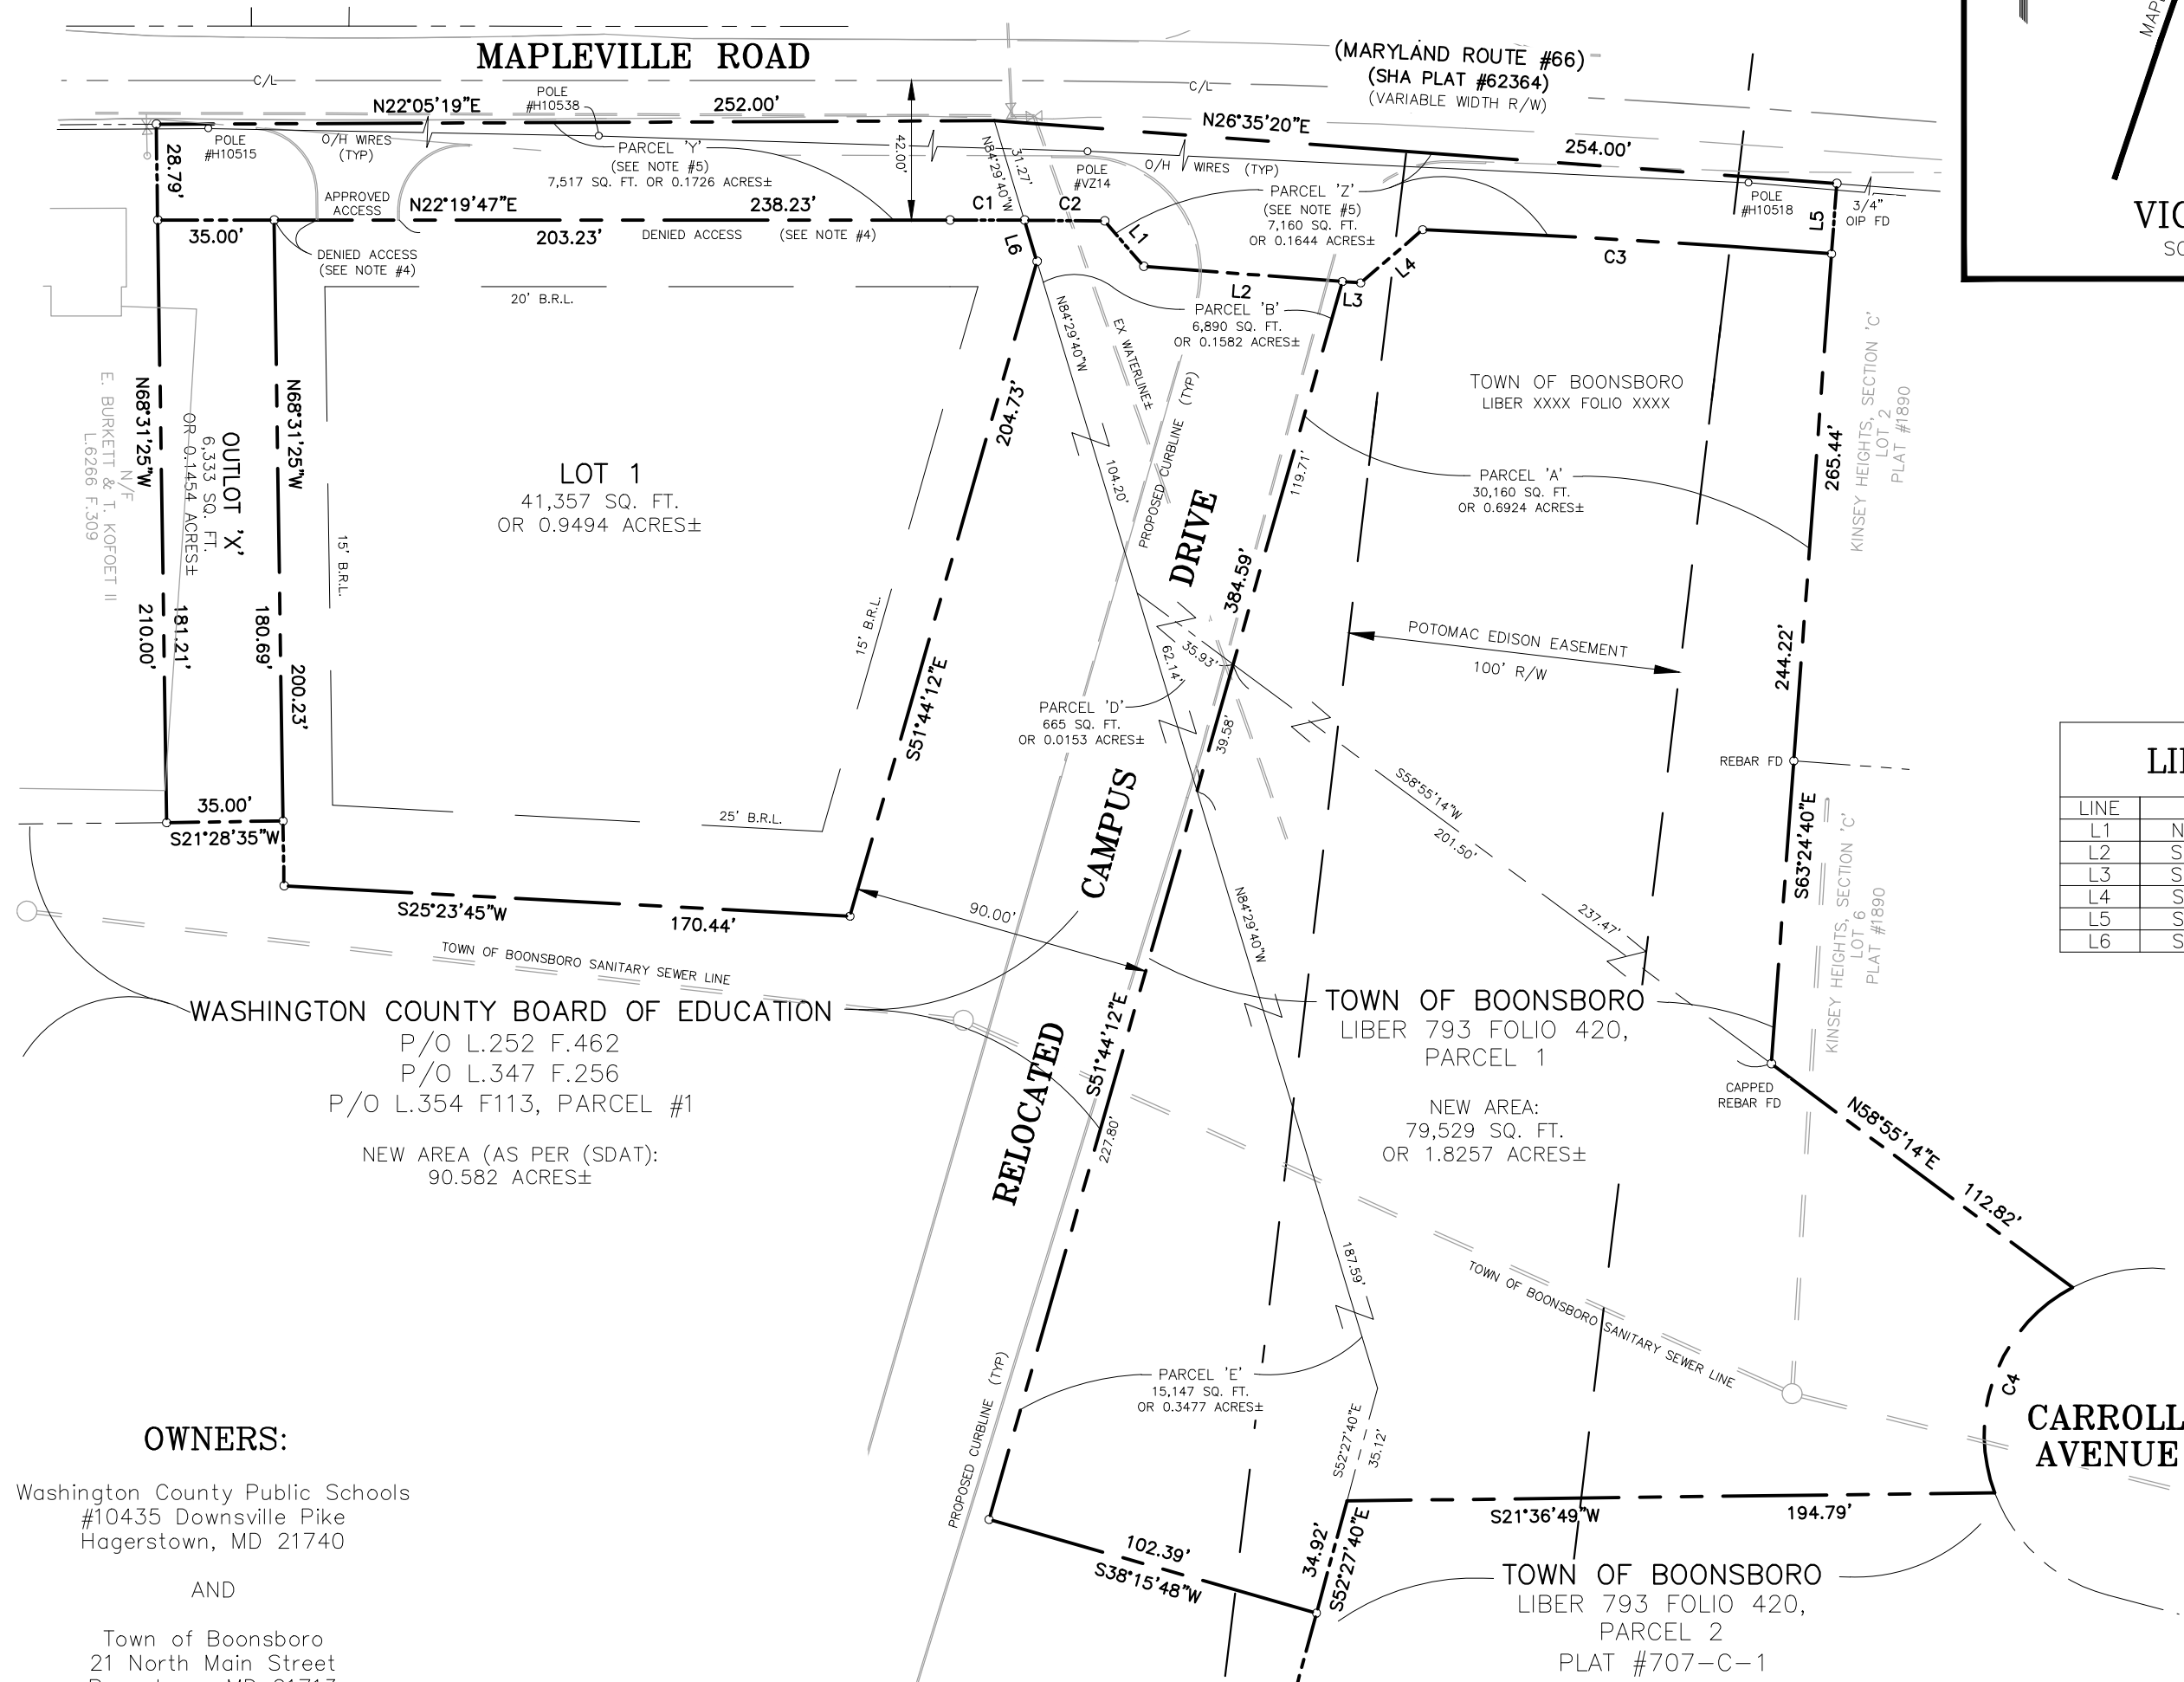 MAPLEVILLE ROAD
(MARYLAND ROUTE #66)
(SHA PLAT #62364)
(VARIABLE WIDTH R/W)
C/L
C/L
N22°05'19"E
POLE
#H10538
252.00'
N26°35'20"E
254.00'
POLE
#H10515
O/H WIRES
(TYP)
PARCEL 'Y'
(SEE NOTE #5)
7,517 SQ. FT. OR 0.1726 ACRES±
42.00'
N84°29'40"W
31.27'
POLE
#VZ14
O/H WIRES (TYP)
PARCEL 'Z'
(SEE NOTE #5)
7,160 SQ. FT.
OR 0.1644 ACRES±
POLE
#H10518
L5
3/4"
OIP FD
28.79'
APPROVED
ACCESS
N22°19'47"E
238.23'
C1
C2
L1
35.00'
203.23'
DENIED ACCESS
(SEE NOTE #4)
DENIED ACCESS
(SEE NOTE #4)
L6
L2
L3
L4
C3
20' B.R.L.
PARCEL 'B'
6,890 SQ. FT.
OR 0.1582 ACRES±
N84°29'40"W
EX WATERLINE±
PROPOSED CURBLINE (TYP)
TOWN OF BOONSBORO
LIBER XXXX FOLIO XXXX
KINSEY HEIGHTS, SECTION 'C'
LOT 2
PLAT #1890
E. BURKETT & T. KOFOET II
L.6266 F.309
N/F
N68°31'25"W
210.00'
181.21'
OUTLOT 'X'
6,333 SQ. FT.
OR 0.1454 ACRES±
N68°31'25"W
180.69'
200.23'
15' B.R.L.
LOT 1
41,357 SQ. FT.
OR 0.9494 ACRES±
204.73'
15' B.R.L.
S51°44'12"E
104.20'
DRIVE
119.71'
384.59'
PARCEL 'A'
30,160 SQ. FT.
OR 0.6924 ACRES±
265.44'
POTOMAC EDISON EASEMENT
100' R/W
244.22'
35.93'
62.14'
PARCEL 'D'
665 SQ. FT.
OR 0.0153 ACRES±
39.58'
S58°55'14"W
201.50'
REBAR FD
S63°24'40"E
KINSEY HEIGHTS, SECTION 'C'
LOT 6
PLAT #1890
35.00'
S21°28'35"W
25' B.R.L.
CAMPUS
S25°23'45"W
170.44'
90.00'
237.47'
N84°29'40"W
TOWN OF BOONSBORO SANITARY SEWER LINE
WASHINGTON COUNTY BOARD OF EDUCATION
P/O L.252 F.462
P/O L.347 F.256
P/O L.354 F113, PARCEL #1
NEW AREA (AS PER (SDAT):
90.582 ACRES±
RELOCATED
S51°44'12"E
227.80'
TOWN OF BOONSBORO
LIBER 793 FOLIO 420,
PARCEL 1
NEW AREA:
79,529 SQ. FT.
OR 1.8257 ACRES±
CAPPED
REBAR FD
N58°55'14"E
112.82'
187.59'
TOWN OF BOONSBORO SANITARY SEWER LINE
PARCEL 'E'
15,147 SQ. FT.
OR 0.3477 ACRES±
PROPOSED CURBLINE (TYP)
S52°27'40"E
35.12'
C4
CARROLL
AVENUE
S21°36'49"W
194.79'
102.39'
S38°15'48"W
34.92'
S52°27'40"E
TOWN OF BOONSBORO
LIBER 793 FOLIO 420,
PARCEL 2
PLAT #707-C-1
OWNERS:
Washington County Public Schools
#10435 Downsville Pike
Hagerstown, MD 21740
AND
Town of Boonsboro
21 North Main Street
LINE
L1 N
L2 S
L3 S
L4 S
L5 S
L6 S